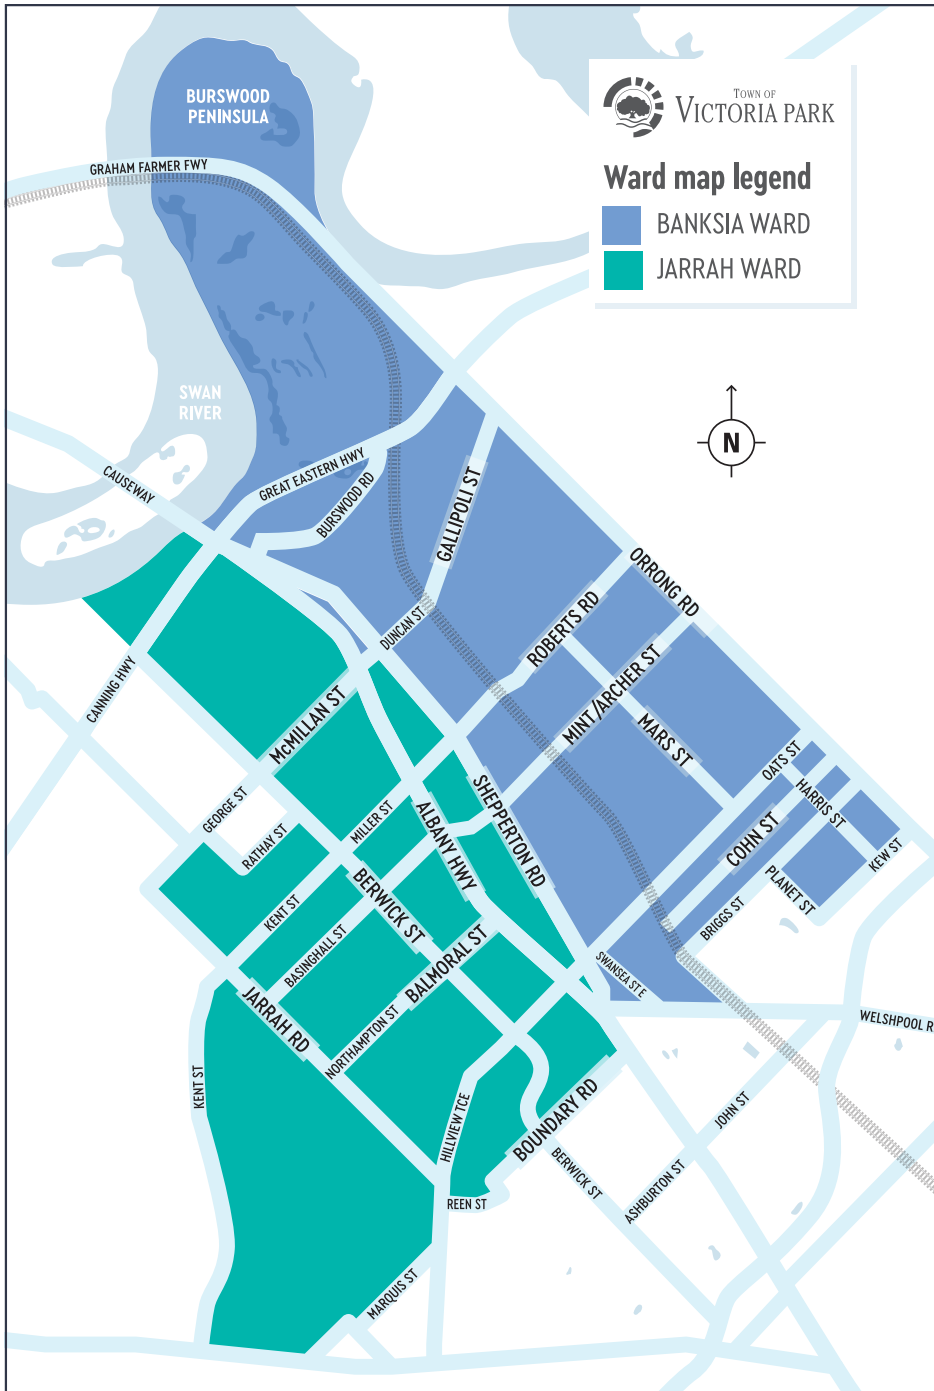 BURSWOOD
PENINSULA
TOWN OF
VICTORIA PARK
Ward map legend
BANKSIA WARD
JARRAH WARD
GRAHAM FARMER FWY
SWAN
RIVER
N
CAUSEWAY
GREAT EASTERN HWY
BURSWOOD RD
GALLIPOLI ST
ORRONG RD
DUNCAN ST
ROBERTS RD
MINT/ARCHER ST
CANNING HWY
McMILLAN ST
MARS ST
OATS ST
HARRIS ST
GEORGE ST
RATHAY ST
MILLER ST
ALBANY HWY
SHEPPERTON RD
COHN ST
KEW ST
PLANET ST
BRIGGS ST
KENT ST
BERWICK ST
BASINGHALL ST
BALMORAL ST
SWANSEA ST E
JARRAH RD
NORTHAMPTON ST
WELSHPOOL R
KENT ST
HILLVIEW TCE
BOUNDARY RD
JOHN ST
BERWICK ST
ASHBURTON ST
REEN ST
MARQUIS ST